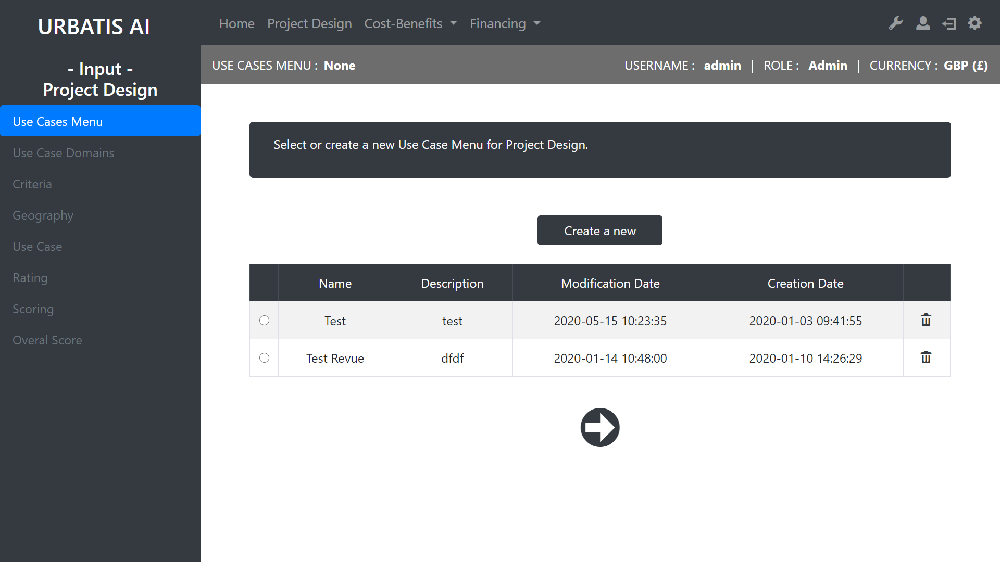 URBATIS AI
Home Project Design Cost-Benefits Financing
- Input -
Project Design
USE CASES MENU : None
USERNAME : admin | ROLE : Admin | CURRENCY : GBP (£)
Use Cases Menu
Use Case Domains
Criteria
Geography
Use Case
Rating
Scoring
Overal Score
Select or create a new Use Case Menu for Project Design.
Create a new
Name Description Modification Date Creation Date
Test test 2020-05-15 10:23:35 2020-01-03 09:41:55
Test Revue dfdf 2020-01-14 10:48:00 2020-01-10 14:26:29